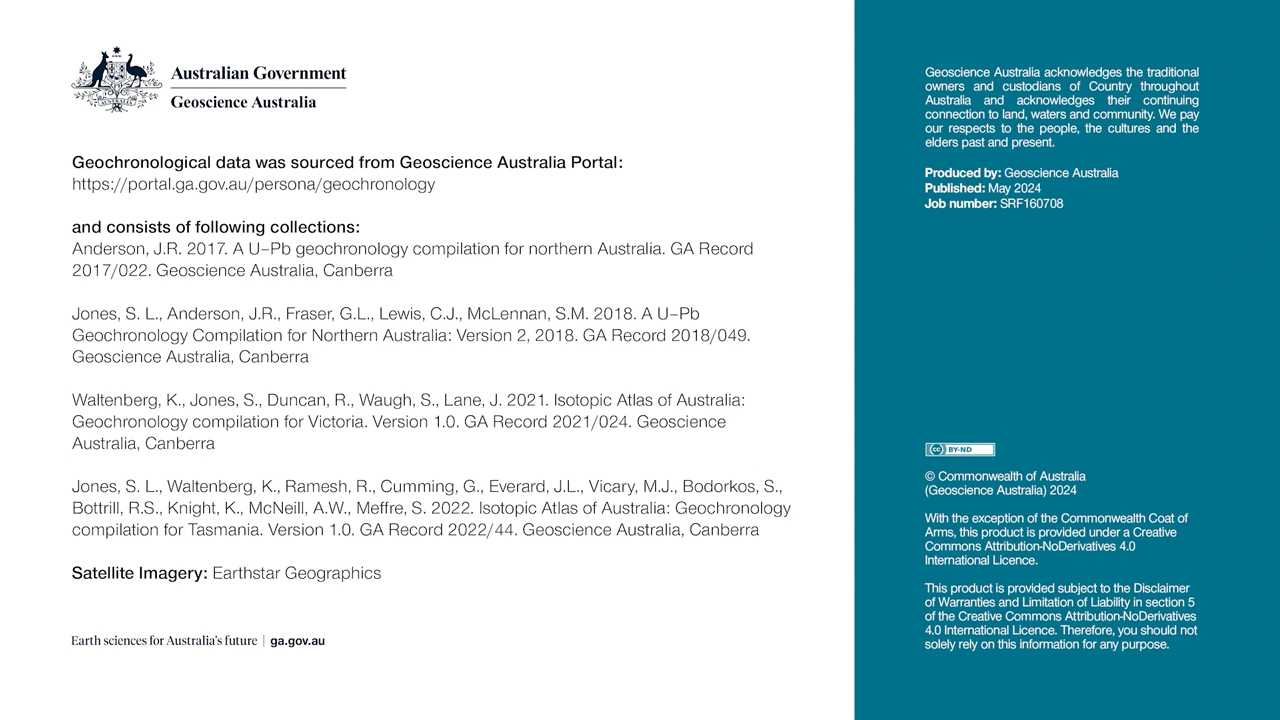 Australian Government
Geoscience Australia
Geochronological data was sourced from Geoscience Australia Portal:
https://portal.ga.gov.au/persona/geochronology
and consists of following collections:
Anderson, J.R. 2017. A U–Pb geochronology compilation for northern Australia. GA Record
2017/022. Geoscience Australia, Canberra
Jones, S. L., Anderson, J.R., Fraser, G.L., Lewis, C.J., McLennan, S.M. 2018. A U–Pb
Geochronology Compilation for Northern Australia: Version 2, 2018. GA Record 2018/049.
Geoscience Australia, Canberra
Waltenberg, K., Jones, S., Duncan, R., Waugh, S., Lane, J. 2021. Isotopic Atlas of Australia:
Geochronology compilation for Victoria. Version 1.0. GA Record 2021/024. Geoscience
Australia, Canberra
Jones, S. L., Waltenberg, K., Ramesh, R., Cumming, G., Everard, J.L., Vicary, M.J., Bodorkos, S.,
Bottrill, R.S., Knight, K., McNeill, A.W., Meffre, S. 2022. Isotopic Atlas of Australia: Geochronology
compilation for Tasmania. Version 1.0. GA Record 2022/44. Geoscience Australia, Canberra
Satellite Imagery: Earthstar Geographics
Earth sciences for Australia's future | ga.gov.au
Geoscience Australia acknowledges the traditional
owners and custodians of Country throughout
Australia and acknowledges their continuing
connection to land, waters and community. We pay
our respects to the people, the cultures and the
elders past and present.
Produced by: Geoscience Australia
Published: May 2024
Job number: SRF160708
cc BY-ND
© Commonwealth of Australia
(Geoscience Australia) 2024
With the exception of the Commonwealth Coat of
Arms, this product is provided under a Creative
Commons Attribution-NoDerivatives 4.0
International Licence.
This product is provided subject to the Disclaimer
of Warranties and Limitation of Liability in section 5
of the Creative Commons Attribution-NoDerivatives
4.0 International Licence. Therefore, you should not
solely rely on this information for any purpose.